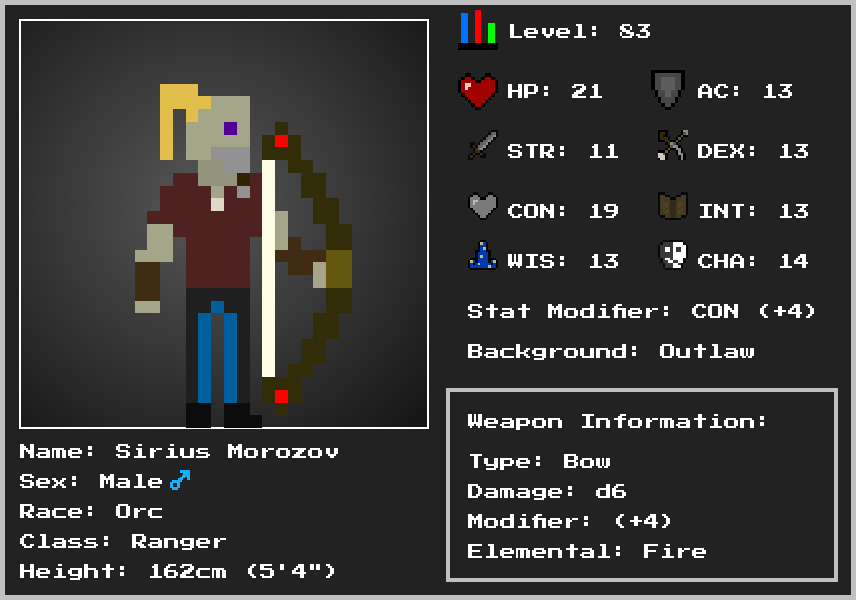 Level: 83
HP: 21 AC: 13
STR: 11 DEX: 13
CON: 19 INT: 13
WIS: 13 CHA: 14
Stat Modifier: CON (+4)
Background: Outlaw
Name: Sirius Morozov
Sex: Male ♂
Race: Orc
Class: Ranger
Height: 162cm (5'4")
Weapon Information:
Type: Bow
Damage: d6
Modifier: (+4)
Elemental: Fire